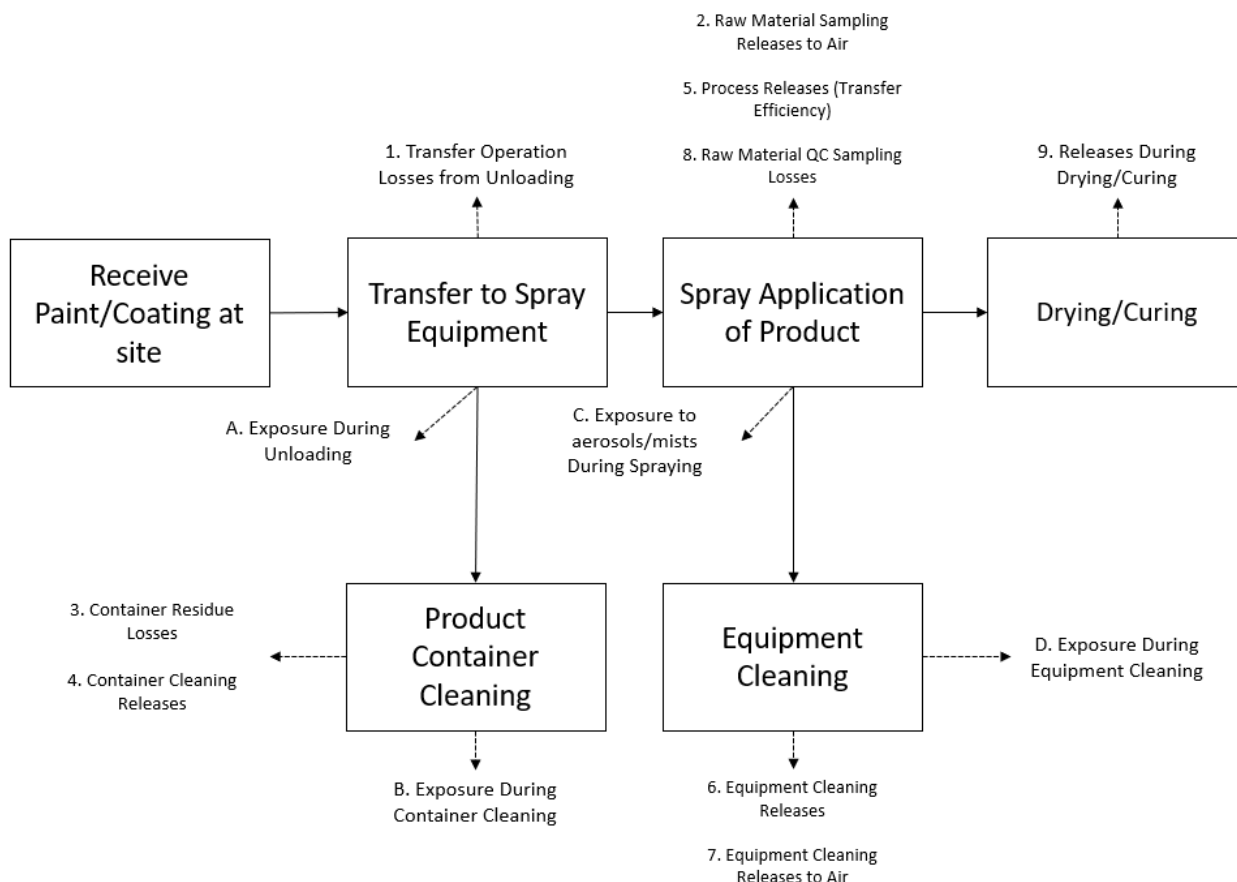 2. Raw Material Sampling
Releases to Air
5. Process Releases (Transfer
Efficiency)
1. Transfer Operation
Losses from Unloading
8. Raw Material QC Sampling
Losses
9. Releases During
Drying/Curing
Receive
Paint/Coating at
site
Transfer to Spray
Equipment
Spray Application
of Product
Drying/Curing
A. Exposure During
Unloading
C. Exposure to
aerosols/mists
During Spraying
3. Container Residue
Losses
4. Container Cleaning
Releases
Product
Container
Cleaning
Equipment
Cleaning
D. Exposure During
Equipment Cleaning
B. Exposure During
Container Cleaning
6. Equipment Cleaning
Releases
7. Equipment Cleaning
Releases to Air